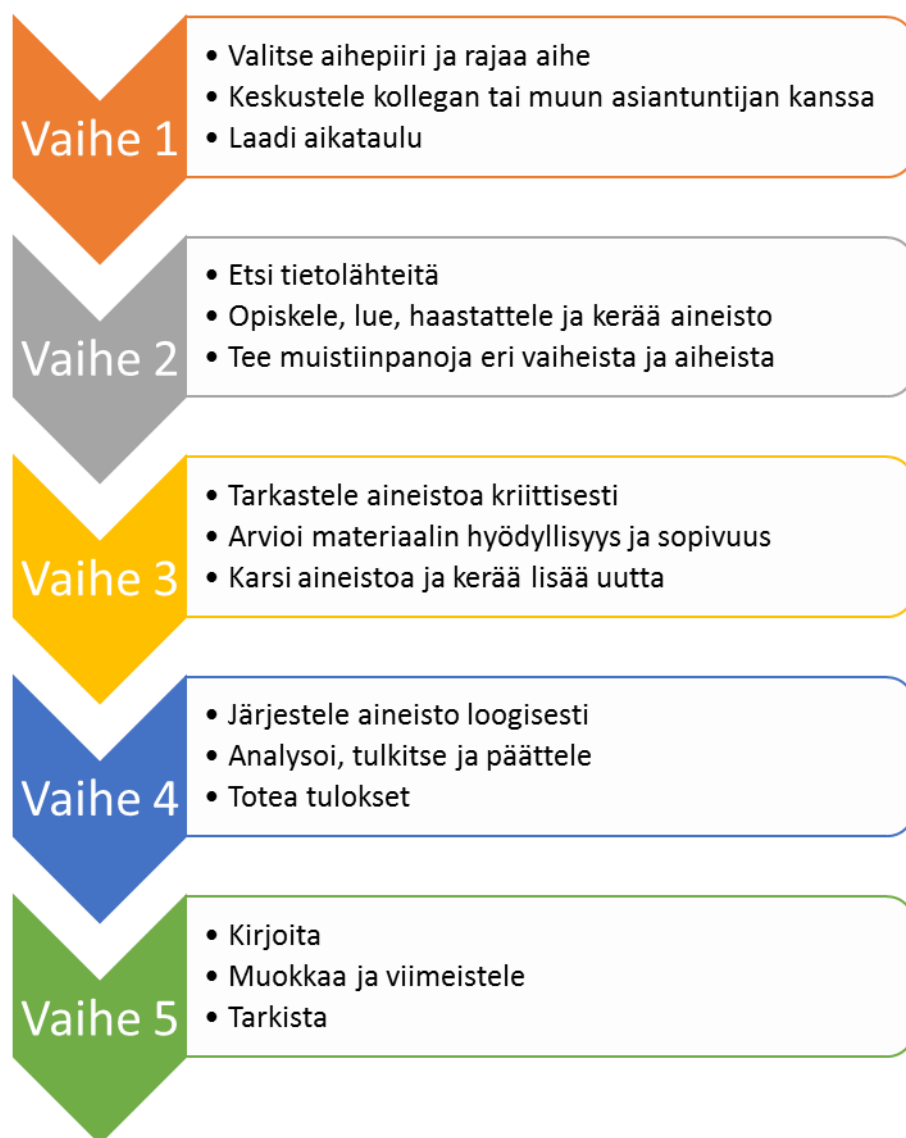 Vaihe 1
• Valitse aihepiiri ja rajaa aihe
• Keskustele kollegan tai muun asiantuntijan kanssa
• Laadi aikataulu
Vaihe 2
• Etsi tietolähteitä
• Opiskele, lue, haastattele ja kerää aineisto
• Tee muistiinpanoja eri vaiheista ja aiheista
Vaihe 3
• Tarkastele aineistoa kriittisesti
• Arvioi materiaalin hyödyllisyys ja sopivuus
• Karsi aineistoa ja kerää lisää uutta
Vaihe 4
• Järjestele aineisto loogisesti
• Analysoi, tulkitse ja päättele
• Totea tulokset
Vaihe 5
• Kirjoita
• Muokkaa ja viimeistele
• Tarkista